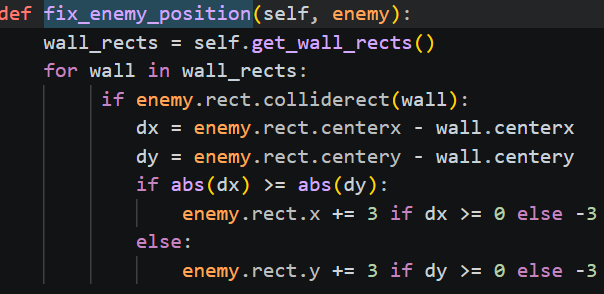 def fix_enemy_position(self, enemy):
    wall_rects = self.get_wall_rects()
    for wall in wall_rects:
        if enemy.rect.colliderect(wall):
            dx = enemy.rect.centerx - wall.centerx
            dy = enemy.rect.centery - wall.centery
            if abs(dx) >= abs(dy):
                enemy.rect.x += 3 if dx >= 0 else -3
            else:
                enemy.rect.y += 3 if dy >= 0 else -3